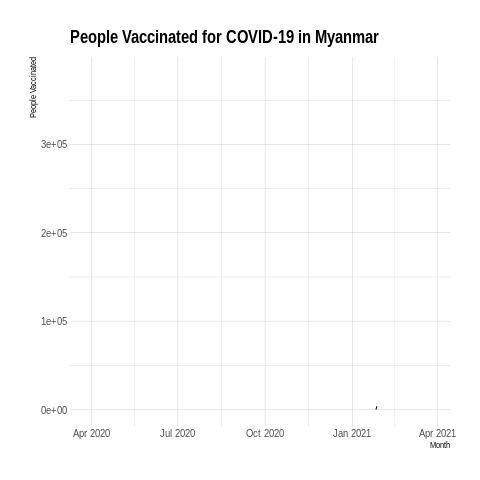 People Vaccinated for COVID-19 in Myanmar
People Vaccinated
3e+05
2e+05
1e+05
0e+00
Apr 2020 Jul 2020 Oct 2020 Jan 2021 Apr 2021
Month